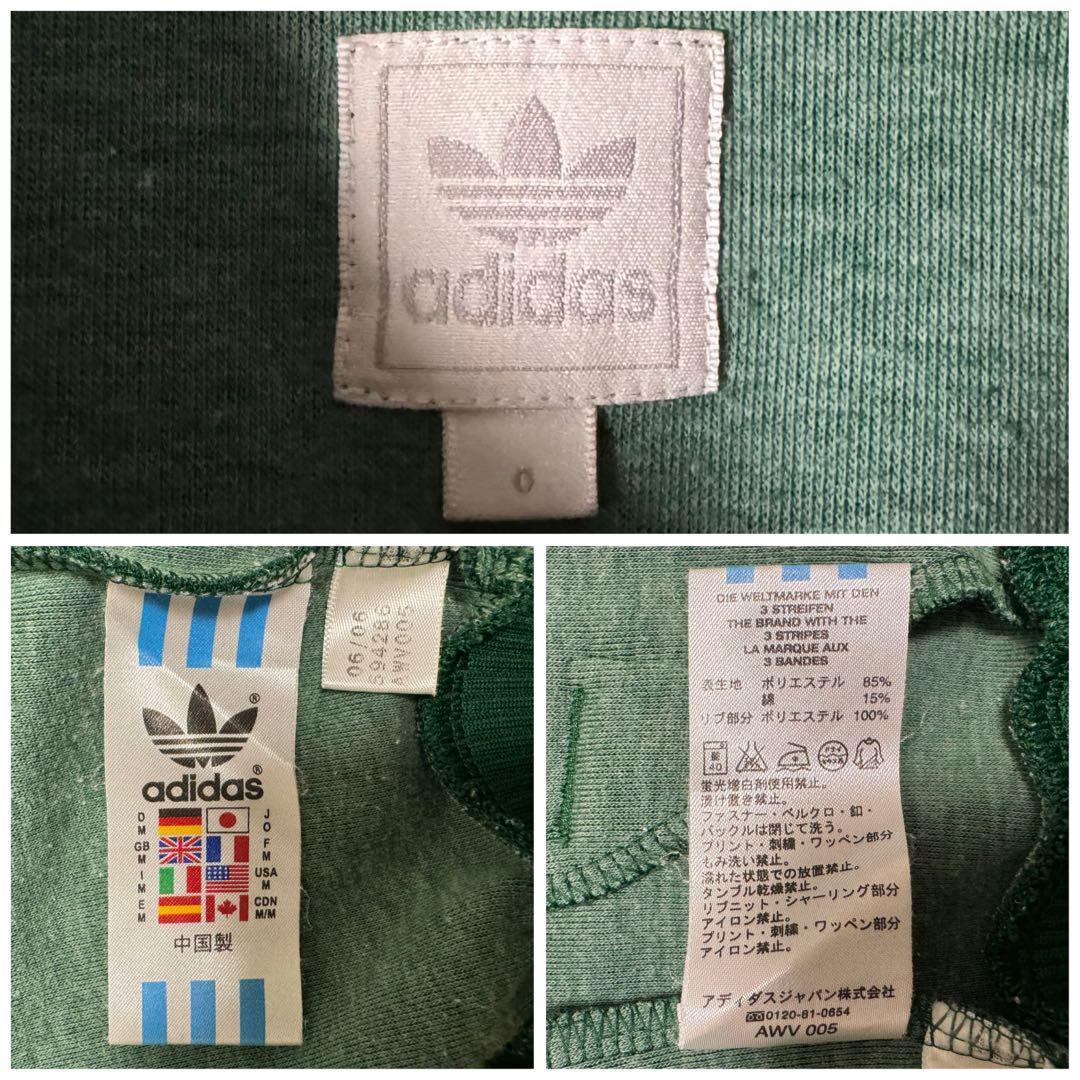 adidas
O
adidas
®
®
D M
GB M
I M
E M
J O
F M
USA M
CDN M/M
中国製
06/06
S94286
AWV005
DIE WELTMARKE MIT DEN
3 STREIFEN
THE BRAND WITH THE
3 STRIPES
LA MARQUE AUX
3 BANDES
表生地 ポリエステル 85%
綿 15%
リブ部分 ポリエステル 100%
40
ドライ
蛍光増白剤使用禁止。
漬け置き禁止。
ファスナー・ベルクロ・釦・
バックルは閉じて洗う。
プリント・刺繍・ワッペン部分
もみ洗い禁止。
濡れた状態での放置禁止。
タンブル乾燥禁止。
リブニット・シャーリング部分
アイロン禁止。
プリント・刺繍・ワッペン部分
アイロン禁止。
アディダスジャパン株式会社
0120-81-0654
AWV 005